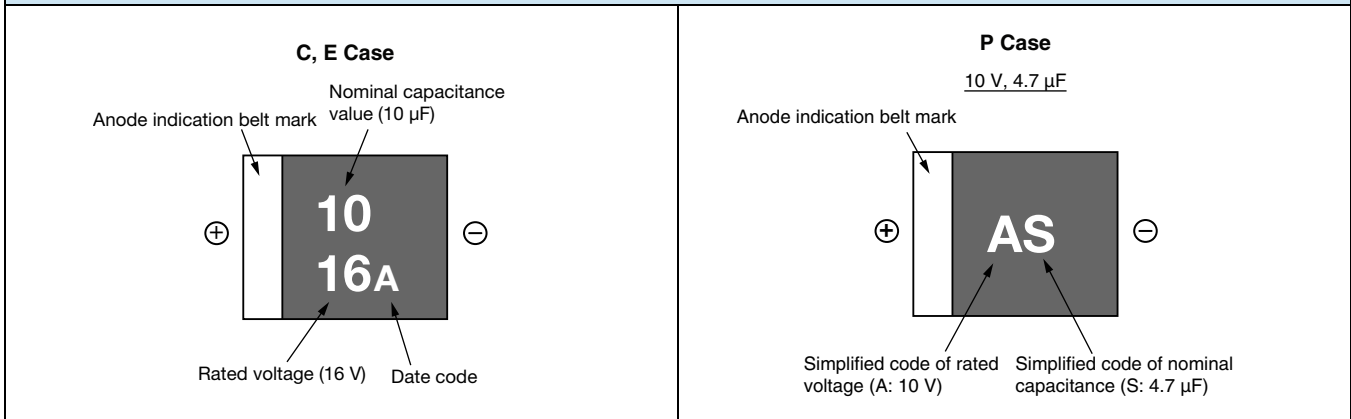 C, E Case
Nominal capacitance
value (10 µF)
Anode indication belt mark
10
16A
Rated voltage (16 V)
Date code
P Case
10 V, 4.7 µF
Anode indication belt mark
AS
Simplified code of rated
voltage (A: 10 V)
Simplified code of nominal
capacitance (S: 4.7 µF)